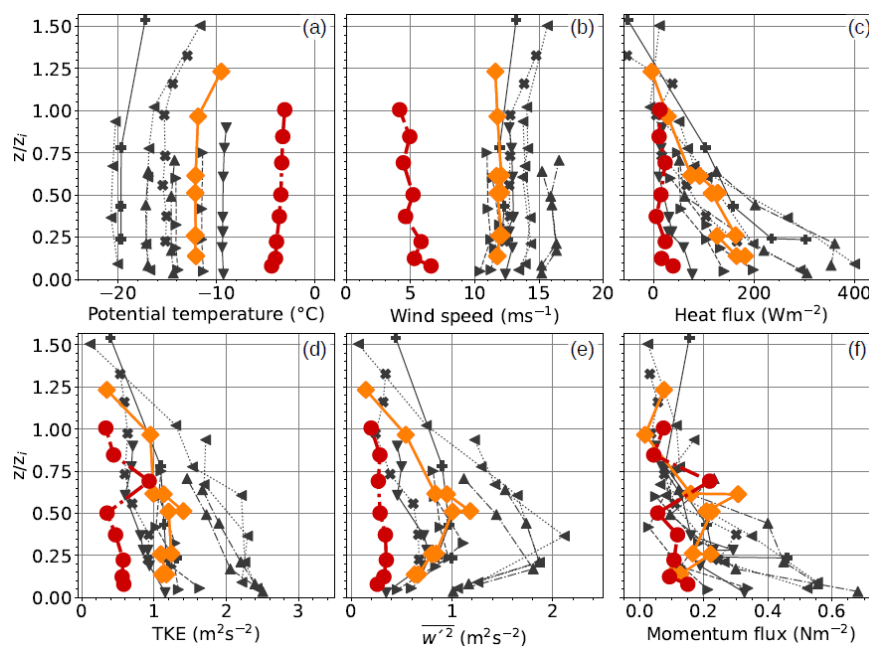 (a) (b) (c)
1.50
1.25
1.00
0.75
0.50
0.25
0.00
z/z_i
−20 −10 0 0 5 10 15 20 0 200 400
Potential temperature (°C) Wind speed (ms⁻¹) Heat flux (Wm⁻²)
(d) (e) (f)
1.50
1.25
1.00
0.75
0.50
0.25
0.00
z/z_i
0 1 2 3 0 1 2 0.0 0.2 0.4 0.6
TKE (m²s⁻²) w′² (m²s⁻²) Momentum flux (Nm⁻²)